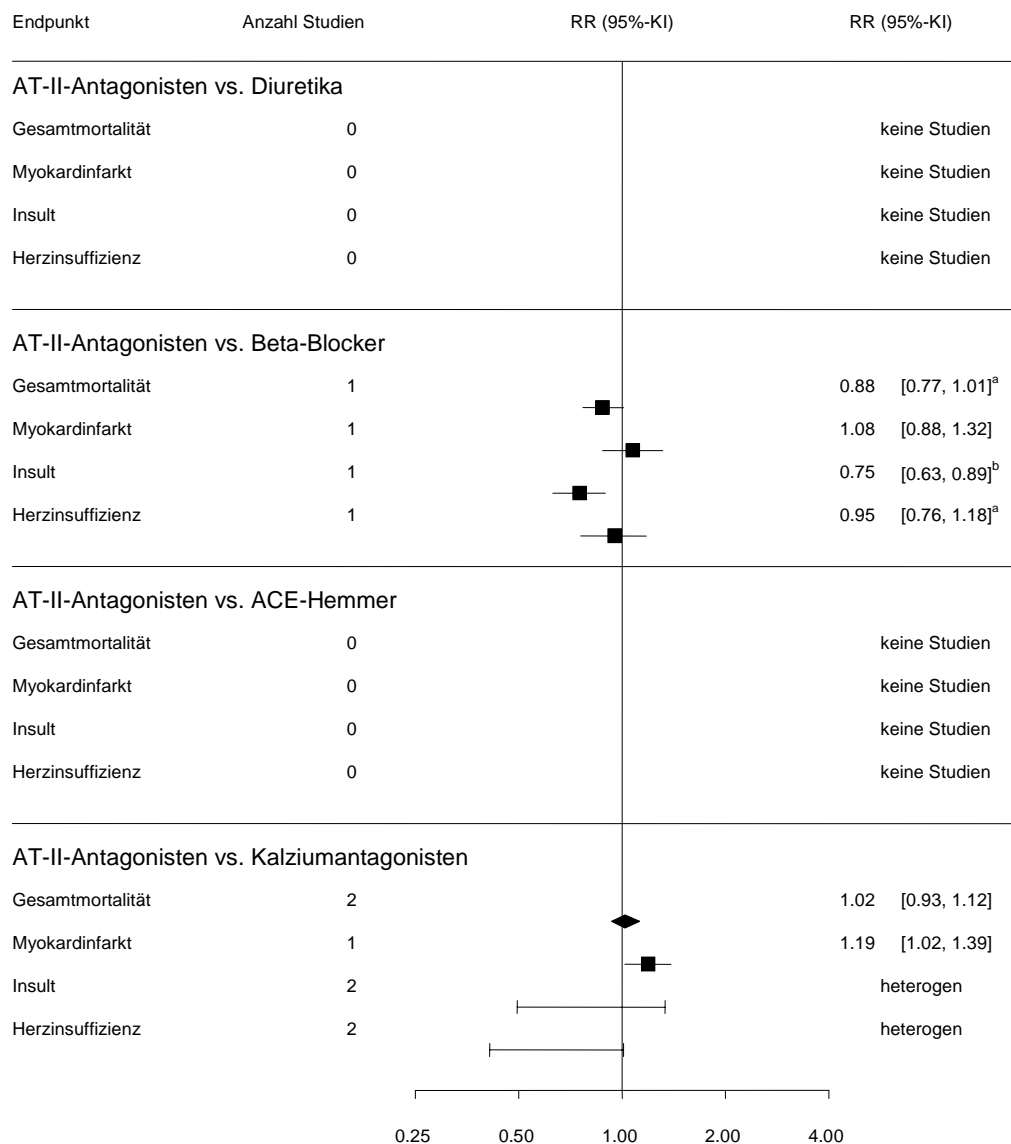 Endpunkt Anzahl Studien RR (95%-KI) RR (95%-KI)
AT-II-Antagonisten vs. Diuretika
Gesamtmortalität 0 keine Studien
Myokardinfarkt 0 keine Studien
Insult 0 keine Studien
Herzinsuffizienz 0 keine Studien
AT-II-Antagonisten vs. Beta-Blocker
Gesamtmortalität 1 0.88 [0.77, 1.01]a
Myokardinfarkt 1 1.08 [0.88, 1.32]
Insult 1 0.75 [0.63, 0.89]b
Herzinsuffizienz 1 0.95 [0.76, 1.18]a
AT-II-Antagonisten vs. ACE-Hemmer
Gesamtmortalität 0 keine Studien
Myokardinfarkt 0 keine Studien
Insult 0 keine Studien
Herzinsuffizienz 0 keine Studien
AT-II-Antagonisten vs. Kalziumantagonisten
Gesamtmortalität 2 1.02 [0.93, 1.12]
Myokardinfarkt 1 1.19 [1.02, 1.39]
Insult 2 heterogen
Herzinsuffizienz 2 heterogen
0.25 0.50 1.00 2.00 4.00